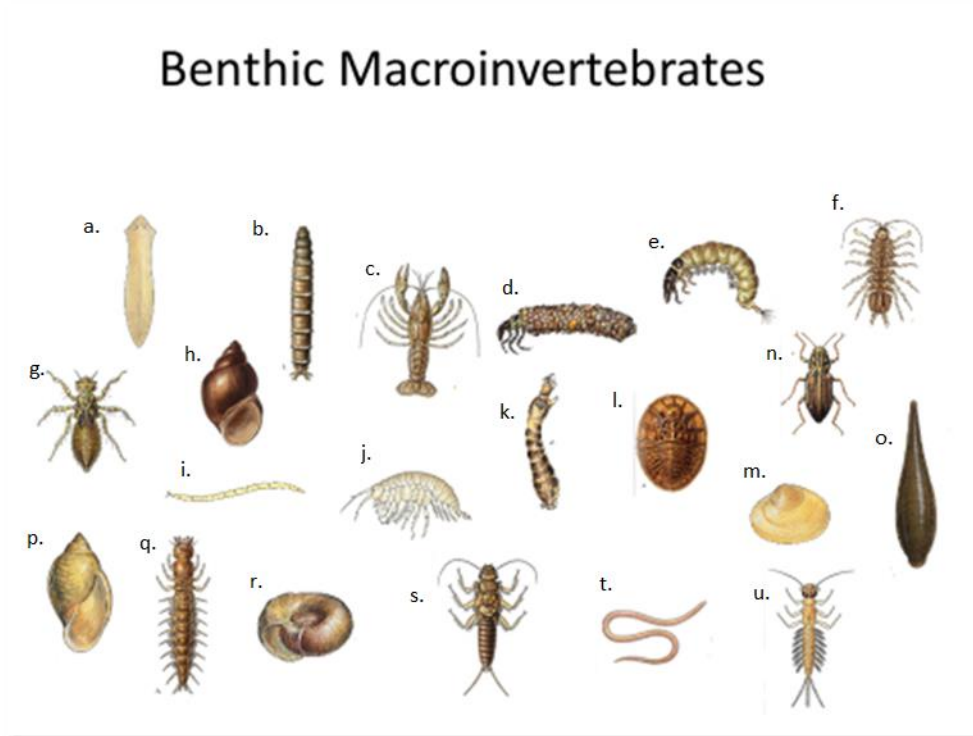 Benthic Macroinvertebrates
a.
b.
c.
d.
e.
f.
g.
h.
i.
j.
k.
l.
m.
n.
o.
p.
q.
r.
s.
t.
u.